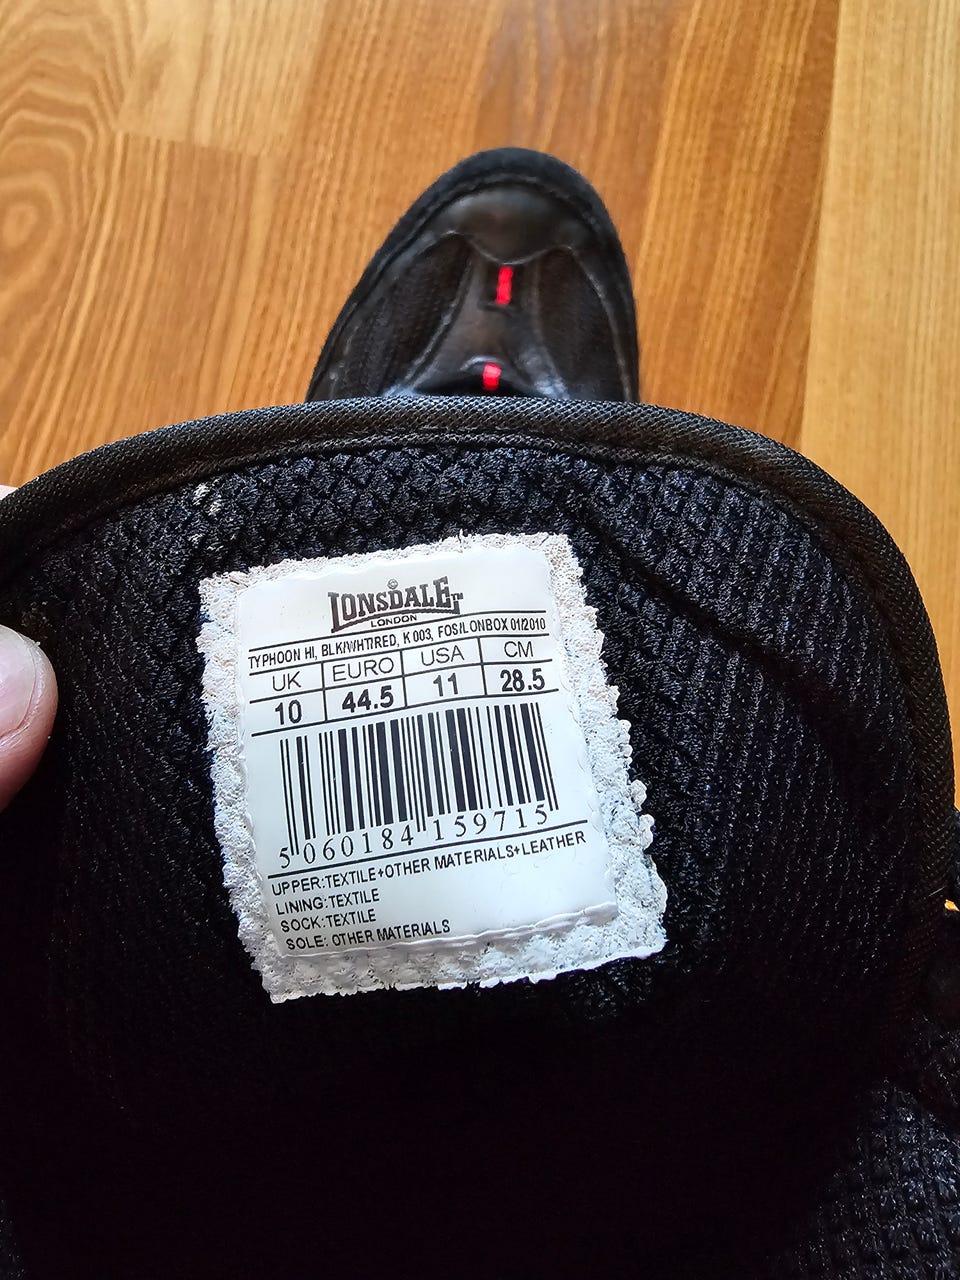 LONSDALE
LONDON
TYPHOON HI, BLK/WHT/RED, K 003, FOS/LONBOX 01/2010
UK EURO USA CM
10 44.5 11 28.5
5 060184 159715
UPPER:TEXTILE+OTHER MATERIALS+LEATHER
LINING:TEXTILE
SOCK:TEXTILE
SOLE: OTHER MATERIALS